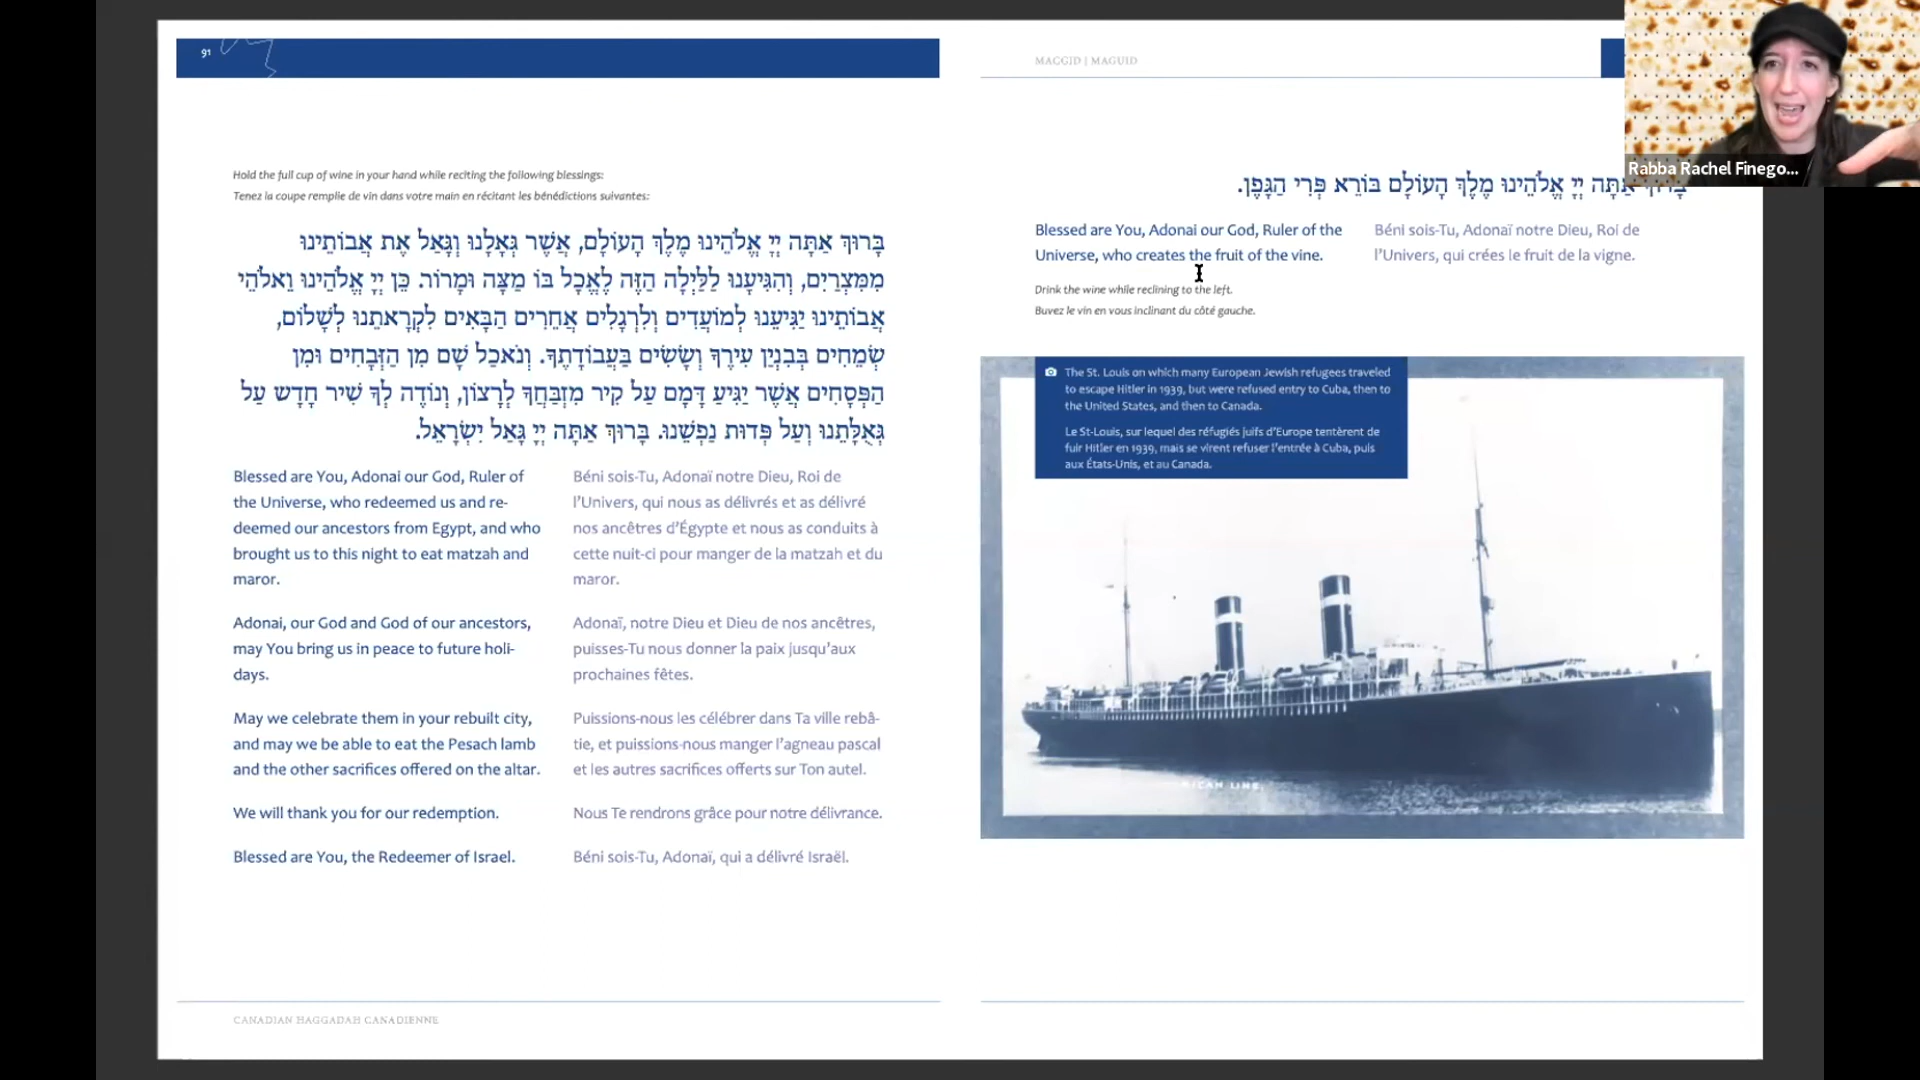 91
Hold the full cup of wine in your hand while reciting the following blessings:
Tenez la coupe remplie de vin dans votre main en récitant les bénédictions suivantes:
בָּרוּךְ אַתָּה יְיָ אֱלֹהֵינוּ מֶלֶךְ הָעוֹלָם, אֲשֶׁר גְּאָלָנוּ וְגָאַל אֶת אֲבוֹתֵינוּ
מִמִּצְרַיִם, וְהִגִּיעָנוּ לַלַּיְלָה הַזֶּה לֶאֱכָל בּוֹ מַצָּה וּמָרוֹר. כֵּן יְיָ אֱלֹהֵינוּ וֵאלֹהֵי
אֲבוֹתֵינוּ יַגִּיעֵנוּ לְמוֹעֲדִים וְלִרְגָלִים אֲחֵרִים הַבָּאִים לִקְרָאתֵנוּ לְשָׁלוֹם,
שְׂמֵחִים בְּבִנְיַן עִירֶךָ וְשָׂשִׂים בַּעֲבוֹדָתֶךָ. וְנֹאכַל שָׁם מִן הַזְּבָחִים וּמִן
הַפְּסָחִים אֲשֶׁר יַגִּיעַ דָּמָם עַל קִיר מִזְבַּחֲךָ לְרָצוֹן, וְנוֹדֶה לְךָ שִׁיר חָדָשׁ עַל
גְּאֻלָּתֵנוּ וְעַל פְּדוּת נַפְשֵׁנוּ. בָּרוּךְ אַתָּה יְיָ גָּאַל יִשְׂרָאֵל.
Blessed are You, Adonai our God, Ruler of
the Universe, who redeemed us and re-
deemed our ancestors from Egypt, and who
brought us to this night to eat matzah and
maror.
Adonai, our God and God of our ancestors,
may You bring us in peace to future holi-
days.
May we celebrate them in your rebuilt city,
and may we be able to eat the Pesach lamb
and the other sacrifices offered on the altar.
We will thank you for our redemption.
Blessed are You, the Redeemer of Israel.
Béni sois-Tu, Adonaï notre Dieu, Roi de
l'Univers, qui nous as délivrés et as délivré
nos ancêtres d'Égypte et nous as conduits à
cette nuit-ci pour manger de la matzah et du
maror.
Adonaï, notre Dieu et Dieu de nos ancêtres,
puisses-Tu nous donner la paix jusqu'aux
prochaines fêtes.
Puissions-nous les célébrer dans Ta ville rebâ-
tie, et puissions-nous manger l'agneau pascal
et les autres sacrifices offerts sur Ton autel.
Nous Te rendrons grâce pour notre délivrance.
Béni sois-Tu, Adonaï, qui a délivré Israël.
CANADIAN HAGGADAH CANADIENNE
MAGGID | MAGUID
אַתָּה יְיָ אֱלֹהֵינוּ מֶלֶךְ הָעוֹלָם בּוֹרֵא פְּרִי הַגָּפֶן.
Blessed are You, Adonai our God, Ruler of the
Universe, who creates the fruit of the vine.
Béni sois-Tu, Adonaï notre Dieu, Roi de
l'Univers, qui crées le fruit de la vigne.
Drink the wine while reclining to the left.
Buvez le vin en vous inclinant du côté gauche.
The St. Louis on which many European Jewish refugees traveled
to escape Hitler in 1939, but were refused entry to Cuba, then to
the United States, and then to Canada.
Le St-Louis, sur lequel des réfugiés juifs d'Europe tentèrent de
fuir Hitler en 1939, mais se virent refuser l'entrée à Cuba, puis
aux États-Unis, et au Canada.
LINE.
Rabba Rachel Finego...